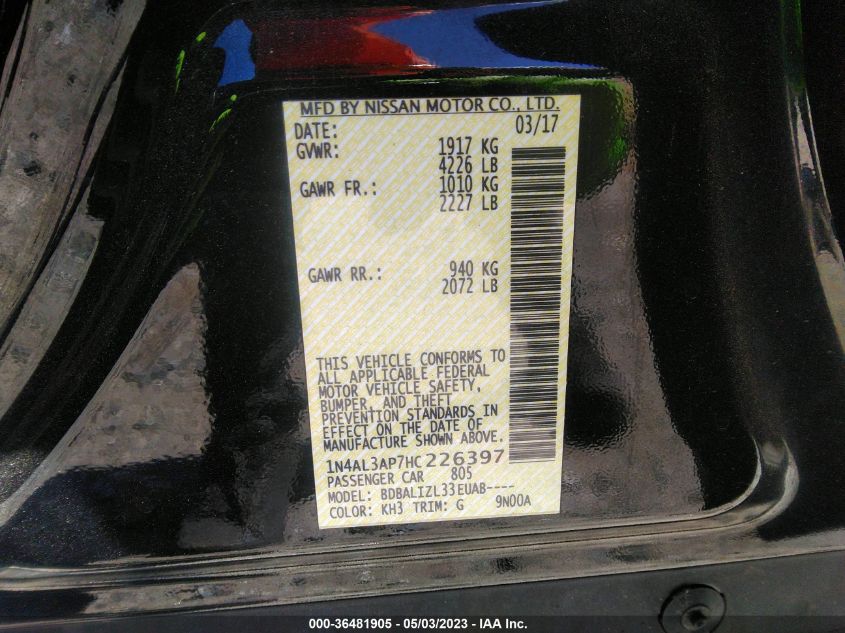 MFD BY NISSAN MOTOR CO., LTD.
DATE: 03/17
GVWR: 1917 KG
4226 LB
GAWR FR.: 1010 KG
2227 LB
GAWR RR.: 940 KG
2072 LB
THIS VEHICLE CONFORMS TO
ALL APPLICABLE FEDERAL
MOTOR VEHICLE SAFETY,
BUMPER, AND THEFT
PREVENTION STANDARDS IN
EFFECT ON THE DATE OF
MANUFACTURE SHOWN ABOVE.
1N4AL3AP7HC226397
PASSENGER CAR 805
MODEL: BDBALIZL33EUAB----
COLOR: KH3 TRIM: G 9N00A
000-36481905 - 05/03/2023 - IAA Inc.